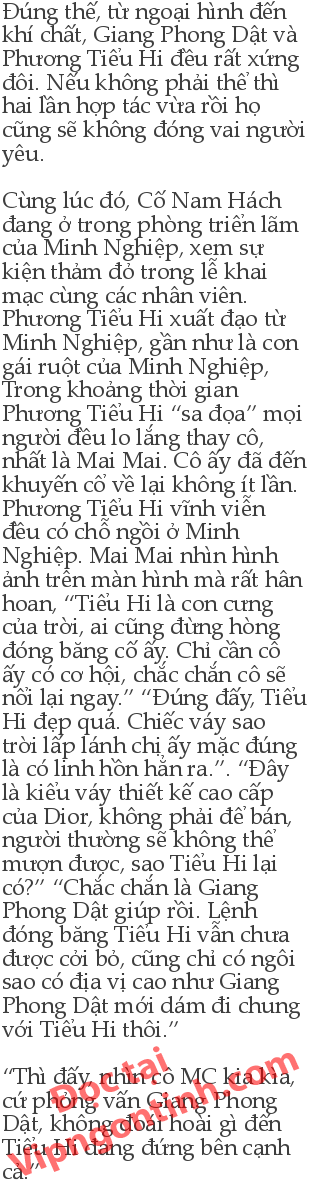 Đúng thế, từ ngoại hình đến
khí chất, Giang Phong Dật và
Phương Tiểu Hi đều rất xứng
đôi. Nếu không phải thể thì
hai lần hợp tác vừa rồi họ
cũng sẽ không đóng vai người
yêu.
Cùng lúc đó, Cố Nam Hách
đang ở trong phòng triển lãm
của Minh Nghiệp, xem sự
kiện thảm đỏ trong lễ khai
mạc cùng các nhân viên.
Phương Tiểu Hi xuất đạo từ
Minh Nghiệp, gần như là con
gái ruột của Minh Nghiệp,
Trong khoảng thời gian
Phương Tiểu Hi “sa đọa” mọi
người đều lo lắng thay cô,
nhất là Mai Mai. Cô ấy đã đến
khuyến cổ về lại không ít lần.
Phương Tiểu Hi vĩnh viễn
đều có chỗ ngồi ở Minh
Nghiệp. Mai Mai nhìn hình
ảnh trên màn hình mà rất hân
hoan, “Tiểu Hi là con cưng
của trời, ai cũng đừng hòng
đóng băng cố ấy. Chỉ cần cô
ấy có cơ hội, chắc chắn cô sẽ
nổi lại ngay.” “Đúng đấy, Tiểu
Hi đẹp quá. Chiếc váy sao
trời lấp lánh chị ấy mặc đúng
là có linh hồn hẳn ra.”. “Đây
là kiểu váy thiết kế cao cấp
của Dior, không phải để bán,
người thường sẽ không thể
mượn được, sao Tiểu Hi lại
có?” “Chắc chắn là Giang
Phong Dật giúp rồi. Lệnh
đóng băng Tiểu Hi vẫn chưa
được cởi bỏ, cũng chỉ có ngôi
sao có địa vị cao như Giang
Phong Dật mới dám đi chung
với Tiểu Hi thôi.”
“Thì đấy, nhìn cô MC kia kìa,
cứ phỏng vấn Giang Phong
Dật, không đoái hoài gì đến
Tiểu Hi đang đứng bên cạnh
cả.”
Đọc tại
Vipngontinh.com